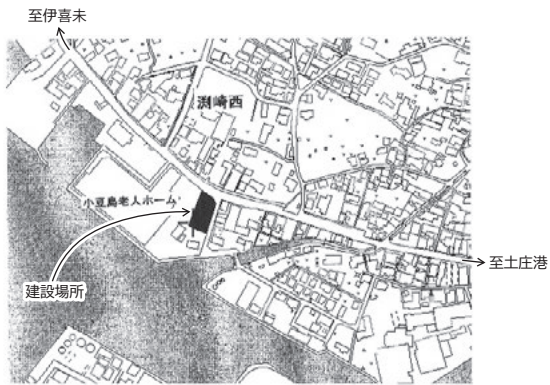 至伊喜末
渕崎西
小豆島老人ホーム
至土庄港
建設場所